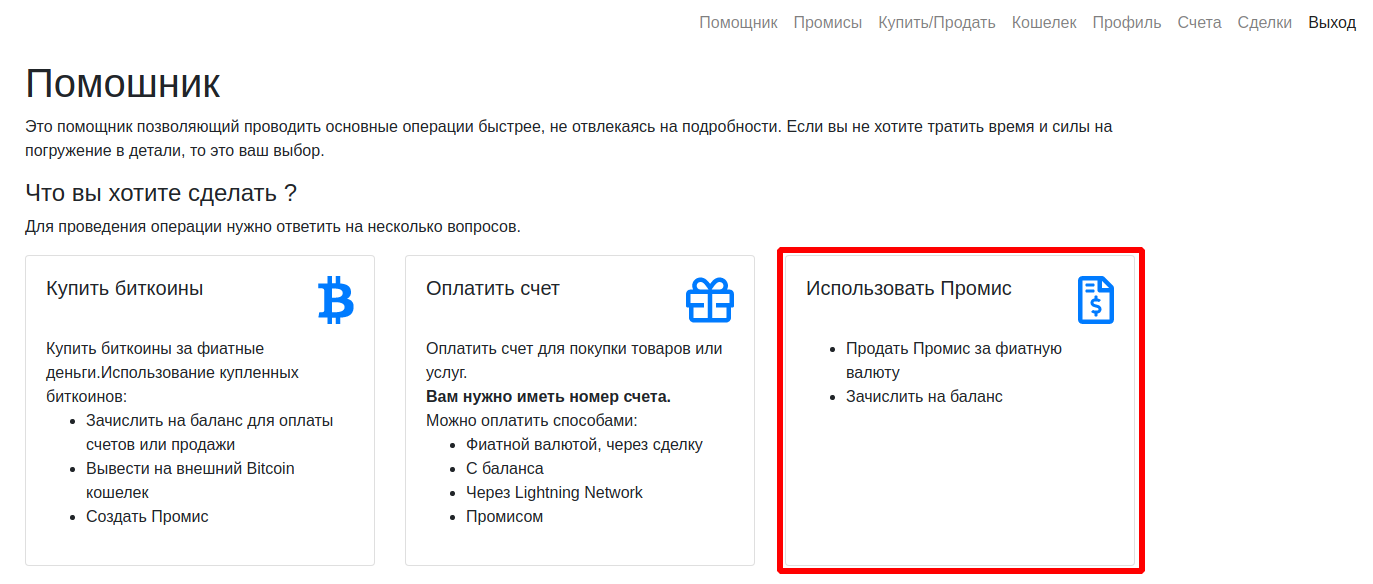 Помощник Промисы Купить/Продать Кошелек Профиль Счета Сделки Выход
Помошник
Это помощник позволяющий проводить основные операции быстрее, не отвлекаясь на подробности. Если вы не хотите тратить время и силы на
погружение в детали, то это ваш выбор.
Что вы хотите сделать ?
Для проведения операции нужно ответить на несколько вопросов.
Купить биткоины
Купить биткоины за фиатные
деньги.Использование купленных
биткоинов:
Зачислить на баланс для оплаты
счетов или продажи
Вывести на внешний Bitcoin
кошелек
Создать Промис
Оплатить счет
Оплатить счет для покупки товаров или
услуг.
Вам нужно иметь номер счета.
Можно оплатить способами:
Фиатной валютой, через сделку
С баланса
Через Lightning Network
Промисом
Использовать Промис
Продать Промис за фиатную
валюту
Зачислить на баланс